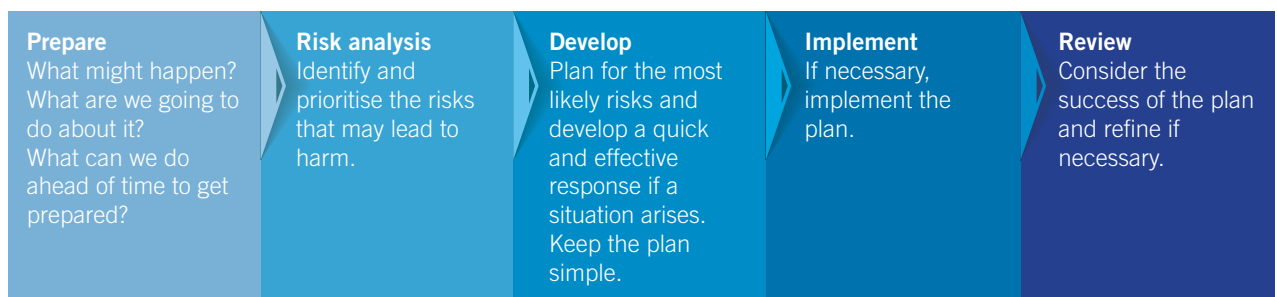 Prepare
What might happen?
What are we going to
do about it?
What can we do
ahead of time to get
prepared?
Risk analysis
Identify and
prioritise the risks
that may lead to
harm.
Develop
Plan for the most
likely risks and
develop a quick
and effective
response if a
situation arises.
Keep the plan
simple.
Implement
If necessary,
implement the
plan.
Review
Consider the
success of the plan
and refine if
necessary.